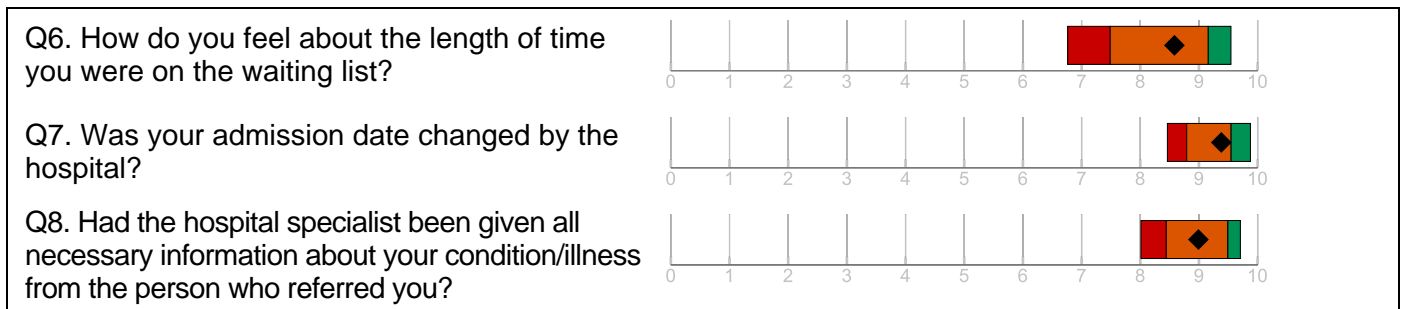 Q6. How do you feel about the length of time
you were on the waiting list?
0 1 2 3 4 5 6 7 8 9 10
Q7. Was your admission date changed by the
hospital?
0 1 2 3 4 5 6 7 8 9 10
Q8. Had the hospital specialist been given all
necessary information about your condition/illness
from the person who referred you?
0 1 2 3 4 5 6 7 8 9 10